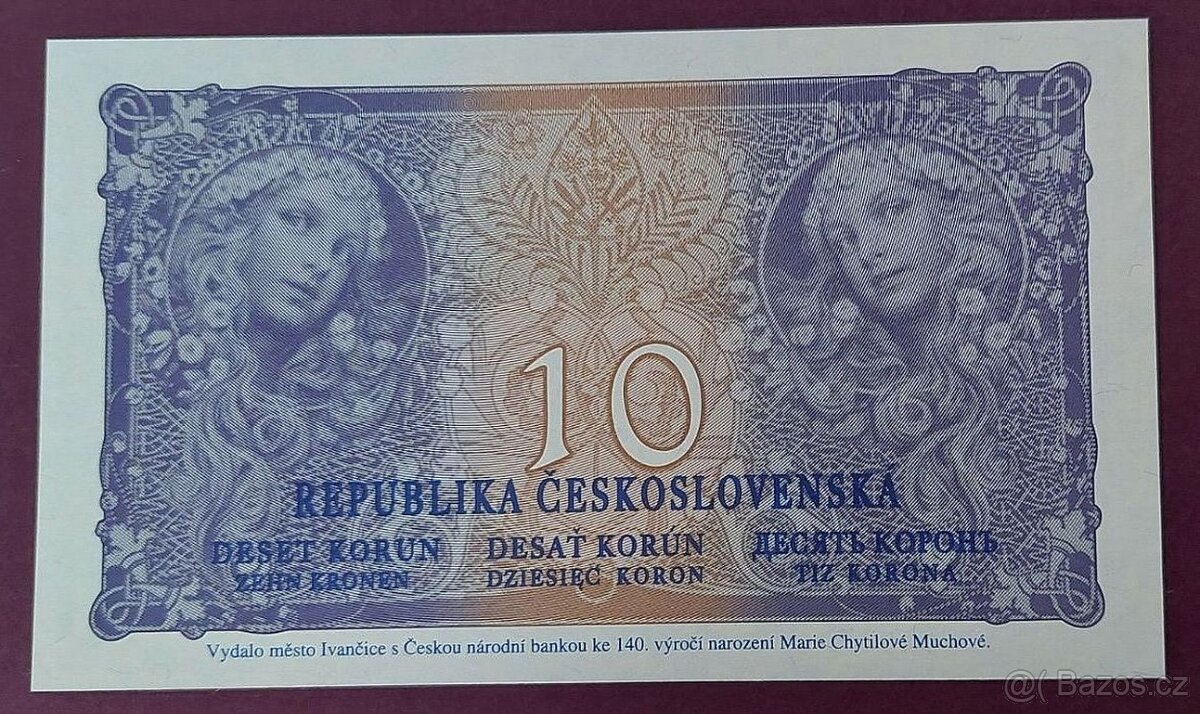 10
REPUBLIKA ČESKOSLOVENSKÁ
DESET KORUN DESAŤ KORÚN ДЕСЯТЬ КОРОНЬ
ZEHN KRONEN DZIESIĘĆ KORON TIZ KORONA
Vydalo město Ivančice s Českou národní bankou ke 140. výročí narození Marie Chytilové Muchové.
@( Bazos.cz